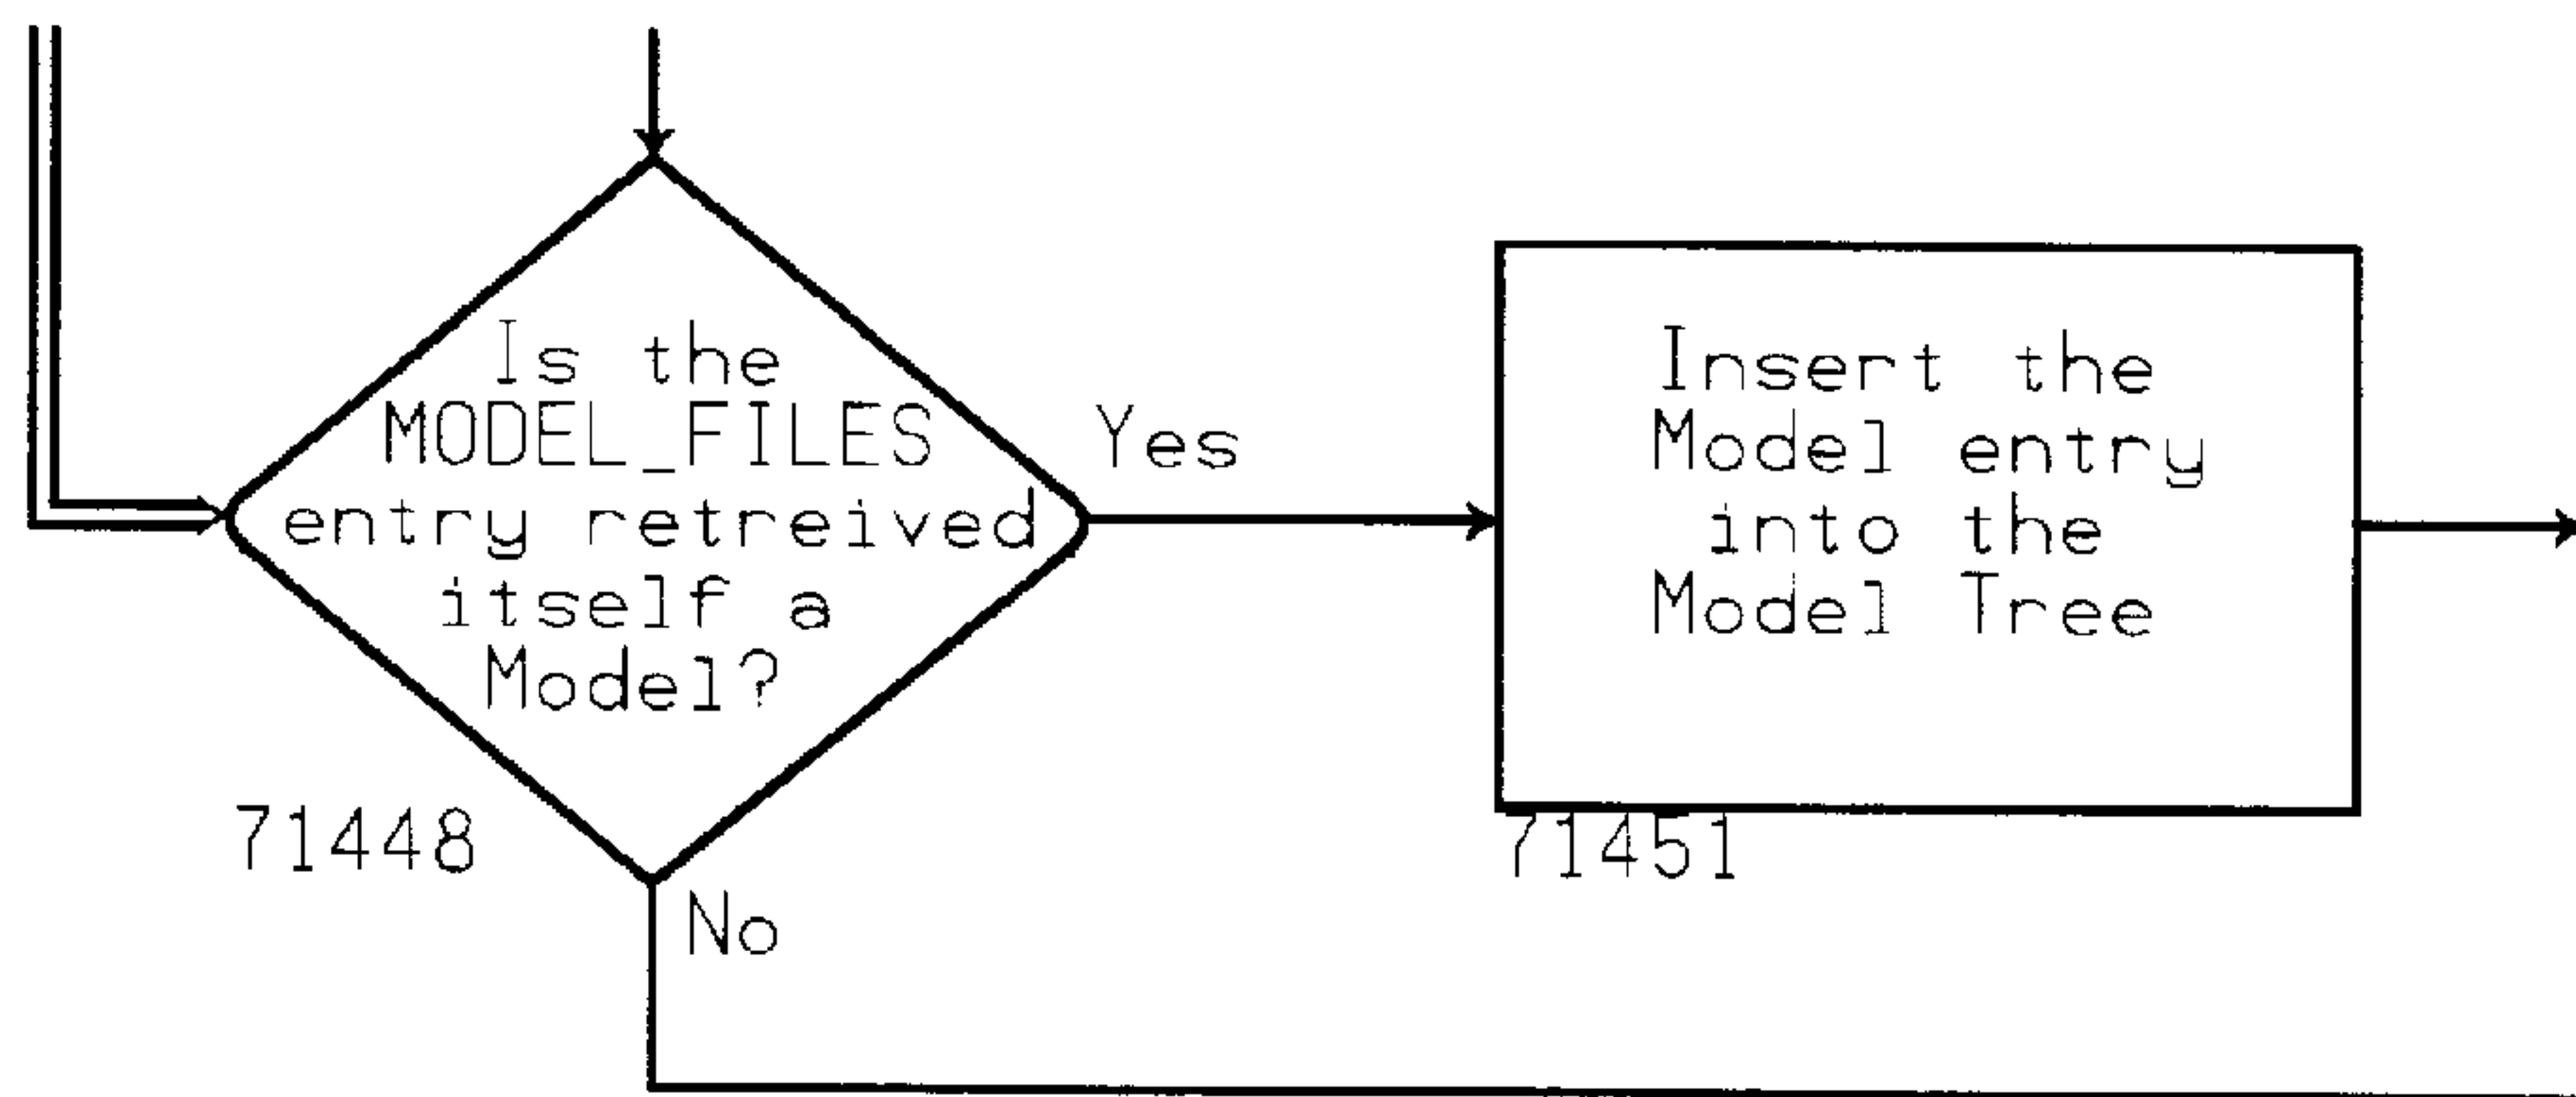 Is the
MODEL_FILES
entry retreived
itself a
Model?
Yes
Insert the
Model entry
into the
Model Tree
71448
71451
No